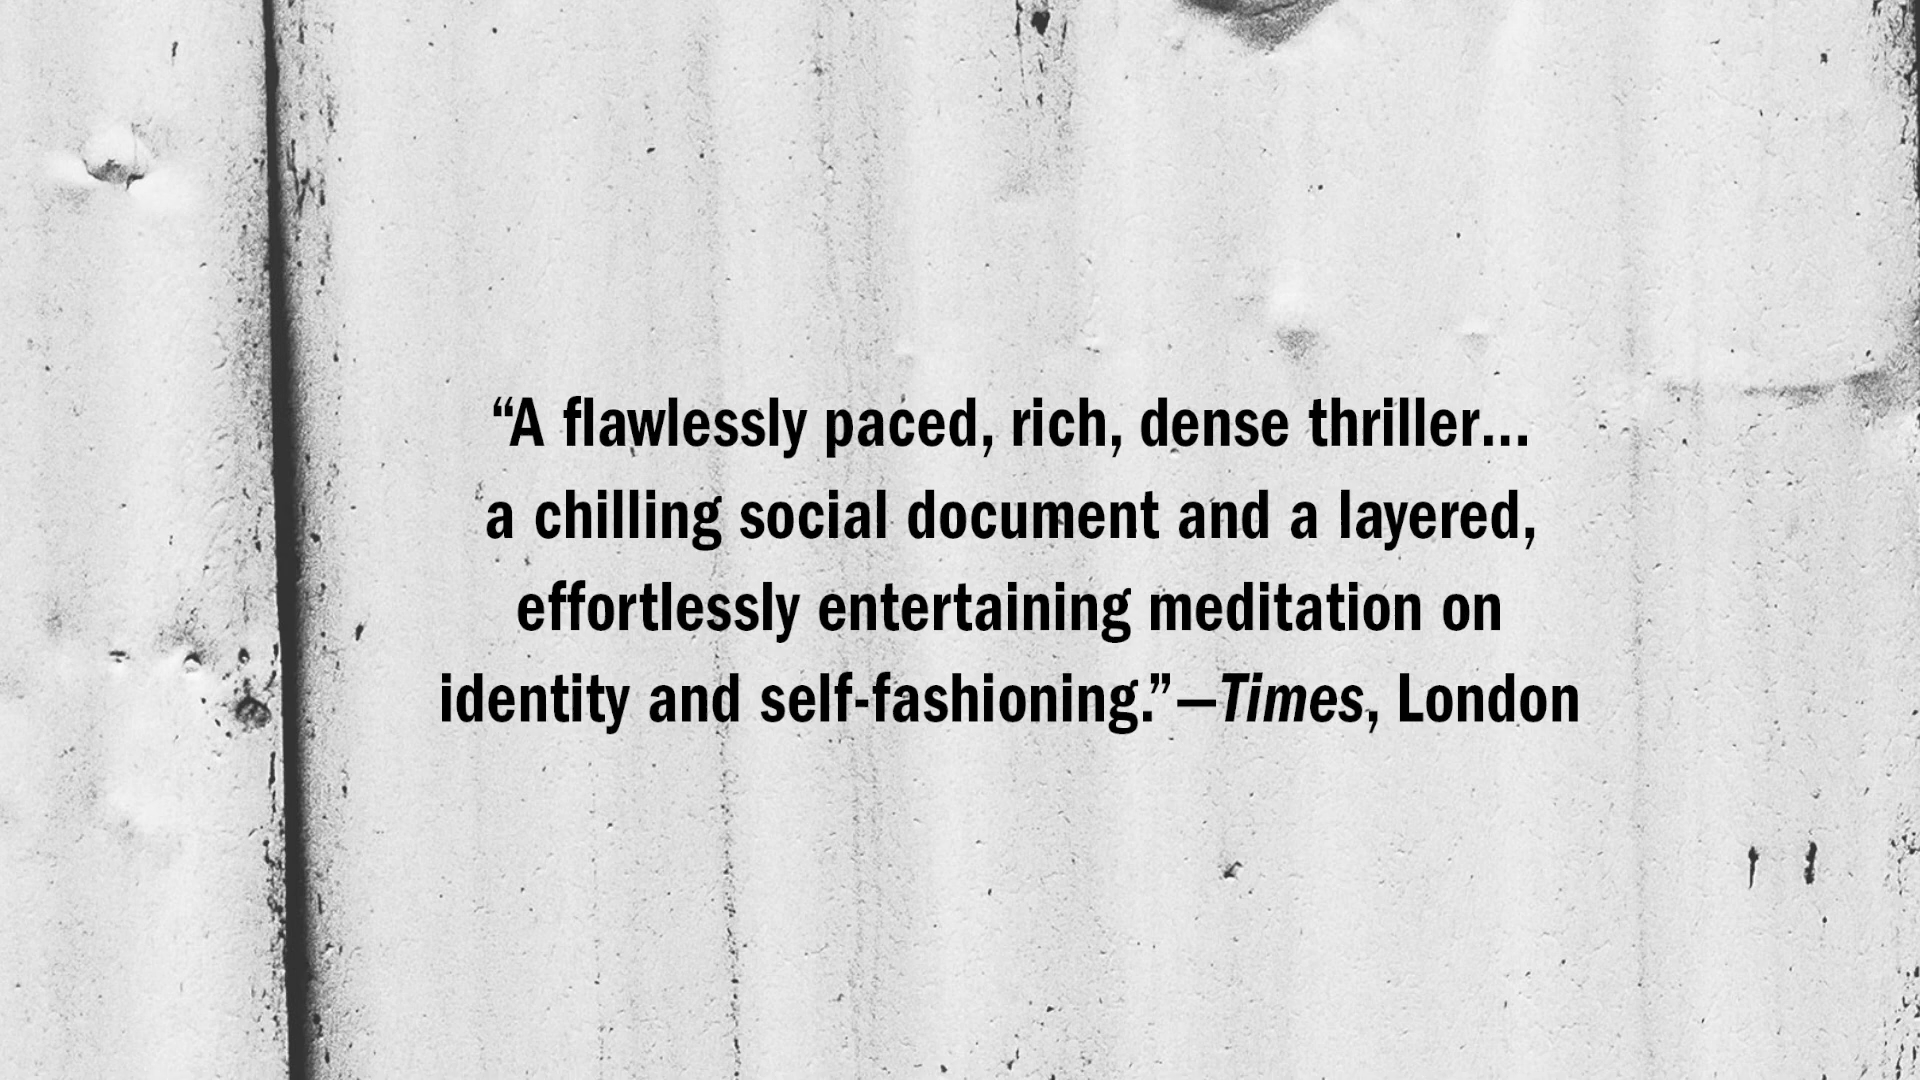 “A flawlessly paced, rich, dense thriller…
a chilling social document and a layered,
effortlessly entertaining meditation on
identity and self-fashioning.”—Times, London